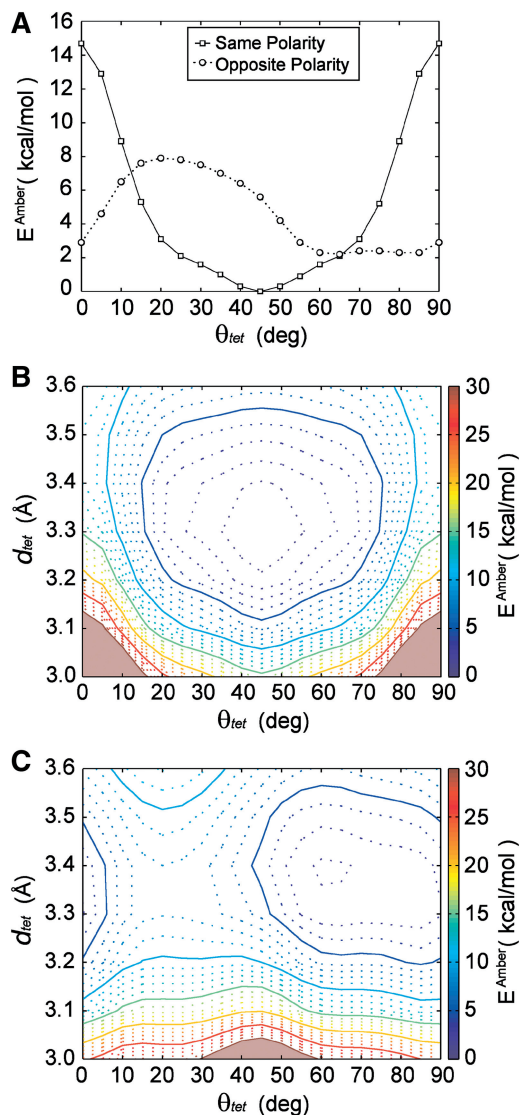 A
16
14
12
10
8
6
4
2
0
E^Amber( kcal/mol)
Same Polarity
Opposite Polarity
0 10 20 30 40 50 60 70 80 90
θtet (deg)
B
3.6
3.5
3.4
3.3
3.2
3.1
3.0
dtet (Å)
0 10 20 30 40 50 60 70 80 90
θtet (deg)
30
25
20
15
10
5
0
E^Amber( kcal/mol)
C
3.6
3.5
3.4
3.3
3.2
3.1
3.0
dtet (Å)
0 10 20 30 40 50 60 70 80 90
θtet (deg)
30
25
20
15
10
5
0
E^Amber( kcal/mol)